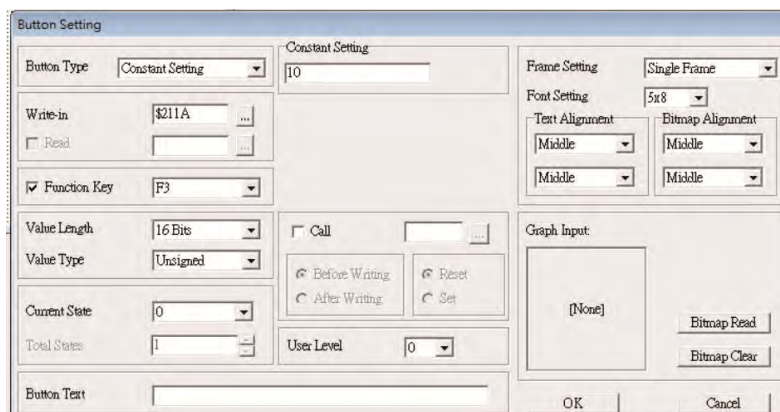 Button Setting
Button Type Constant Setting
Constant Setting
10
Write-in $211A ...
Read ...
Function Key F3
Value Length 16 Bits
Value Type Unsigned
Current State 0
Total States 1
Button Text
Call ...
Before Writing Reset
After Writing Set
User Level 0
Frame Setting Single Frame
Font Setting 5x8
Text Alignment Bitmap Alignment
Middle Middle
Middle Middle
Graph Input:
[None]
Bitmap Read
Bitmap Clear
OK Cancel